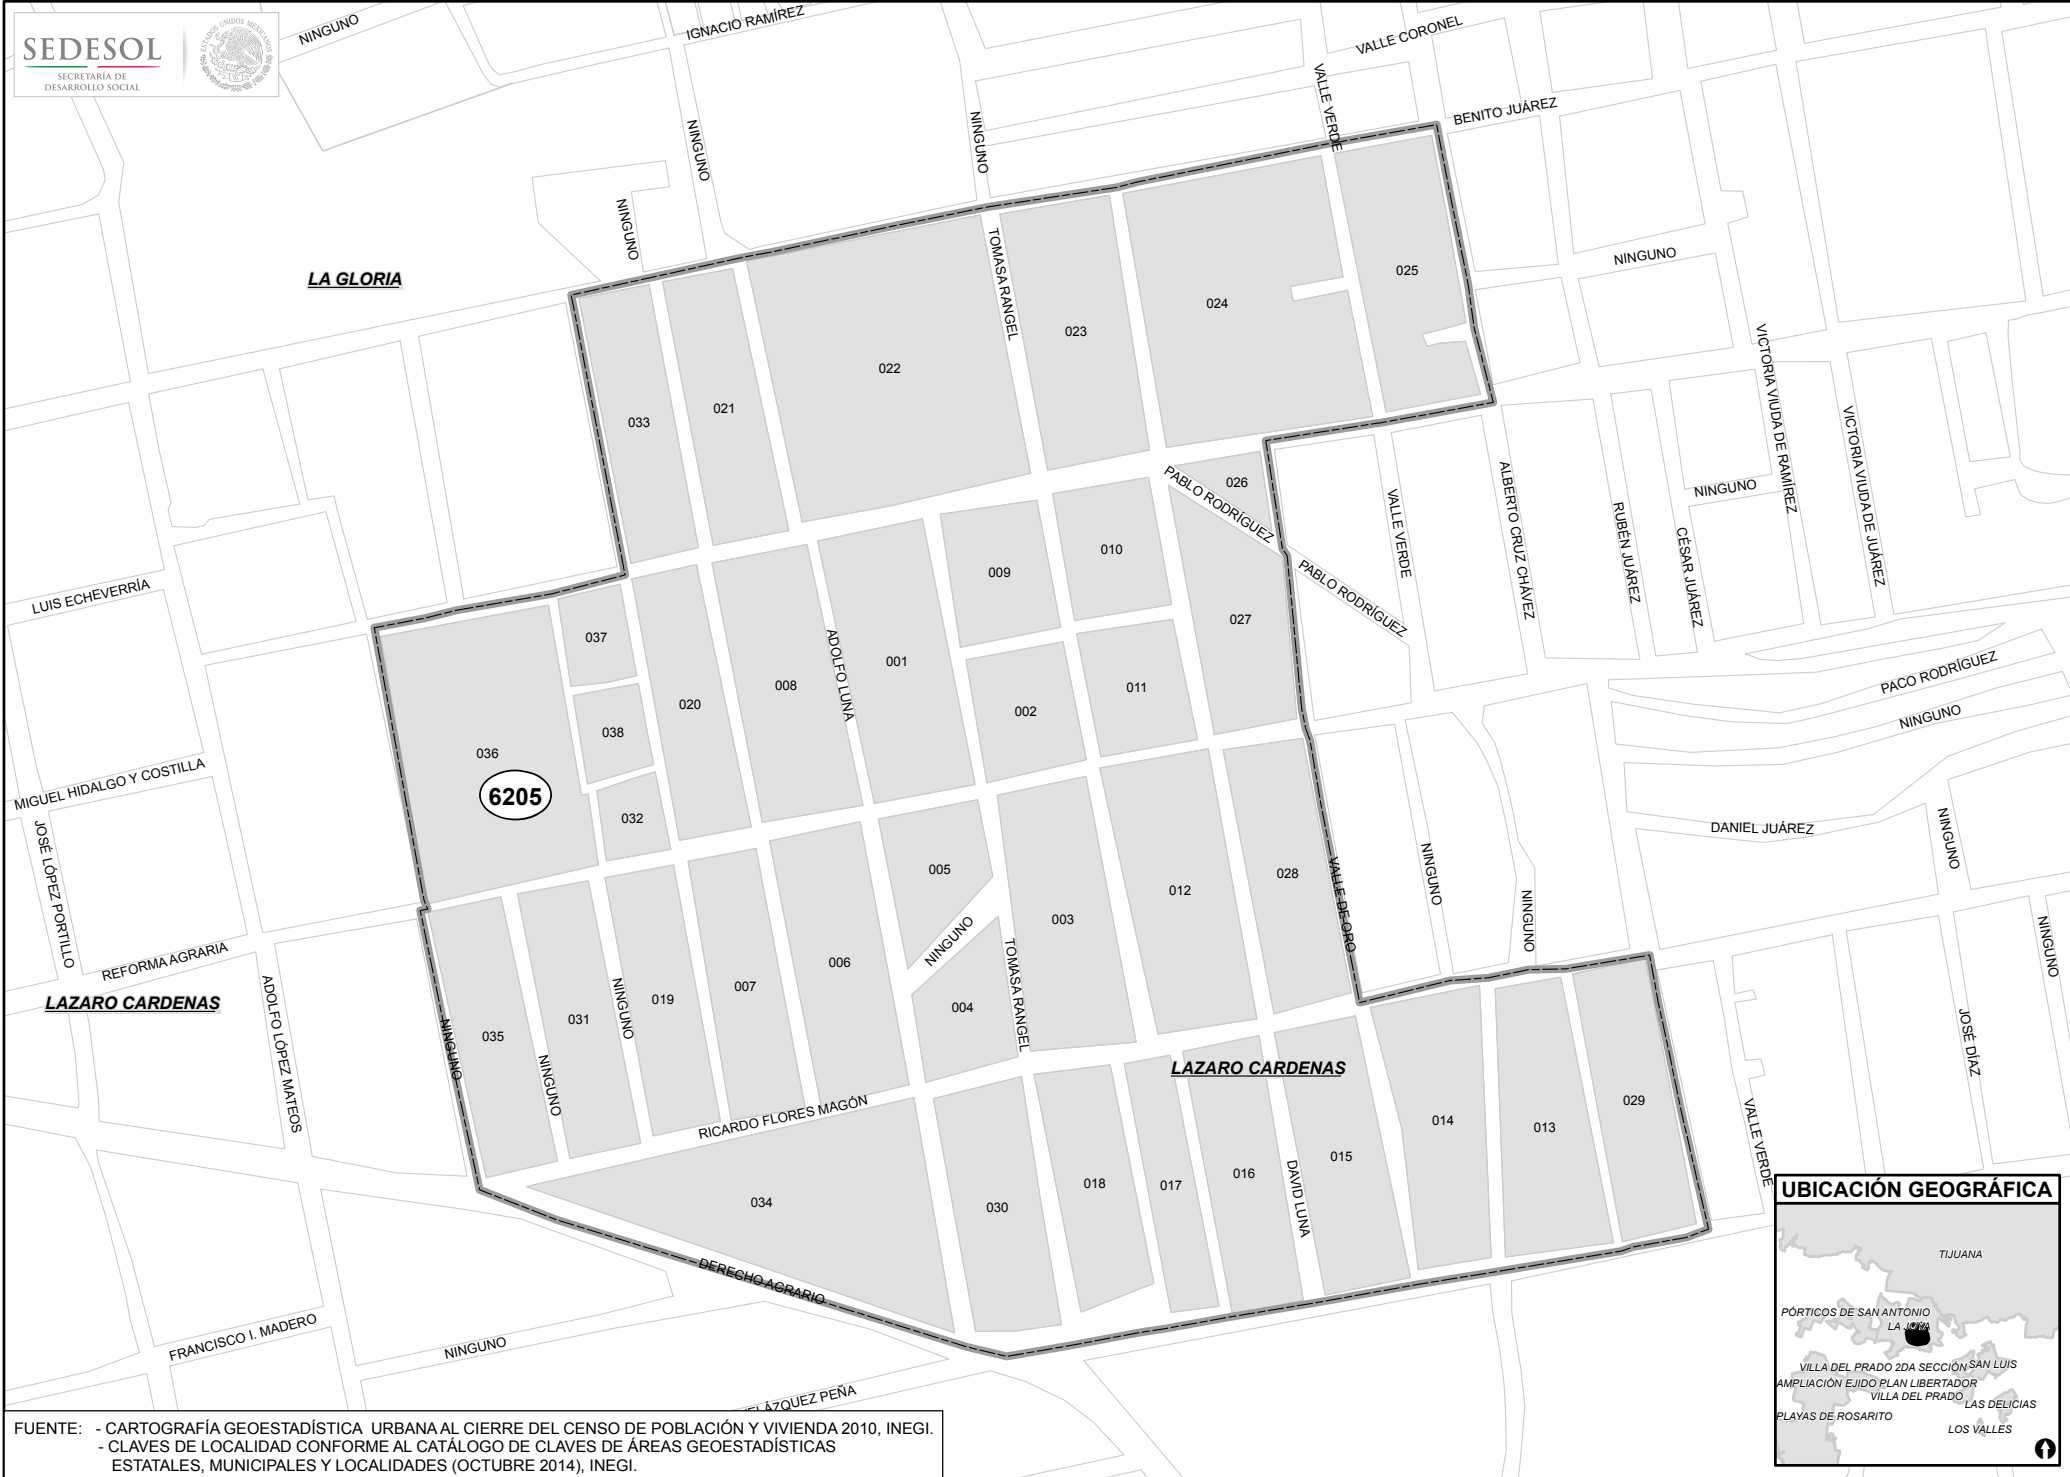 SEDESOL
SECRETARÍA DE
DESARROLLO SOCIAL
ESTADOS UNIDOS MEXICANOS
NINGUNO
IGNACIO RAMÍREZ
VALLE CORONEL
VALLE VERDE
BENITO JUÁREZ
NINGUNO
NINGUNO
NINGUNO
NINGUNO
LA GLORIA
TOMASA RANGEL
025
024
023
022
021
033
VICTORIA VIUDA DE RAMÍREZ
VICTORIA VIUDA DE JUÁREZ
026
PABLO RODRÍGUEZ
PABLO RODRÍGUEZ
VALLE VERDE
ALBERTO CRUZ CHÁVEZ
RUBÉN JUÁREZ
CÉSAR JUÁREZ
NINGUNO
010
009
027
LUIS ECHEVERRÍA
037
ADOLFO LUNA
001
008
020
038
002
011
PACO RODRÍGUEZ
NINGUNO
036
6205
032
MIGUEL HIDALGO Y COSTILLA
JOSÉ LÓPEZ PORTILLO
DANIEL JUÁREZ
NINGUNO
005
012
028
VALLE DE ORO
NINGUNO
NINGUNO
NINGUNO
003
NINGUNO
006
REFORMA AGRARIA
LAZARO CARDENAS
ADOLFO LÓPEZ MATEOS
NINGUNO
035
NINGUNO
031
NINGUNO
019
007
004
TOMASA RANGEL
JOSÉ DÍAZ
LAZARO CARDENAS
RICARDO FLORES MAGÓN
014
013
029
VALLE VERDE
015
DAVID LUNA
016
017
018
030
034
DERECHO AGRARIO
FRANCISCO I. MADERO
NINGUNO
VELÁZQUEZ PEÑA
UBICACIÓN GEOGRÁFICA
TIJUANA
PÓRTICOS DE SAN ANTONIO
LA JOYA
VILLA DEL PRADO 2DA SECCIÓN
SAN LUIS
AMPLIACIÓN EJIDO PLAN LIBERTADOR
VILLA DEL PRADO
LAS DELICIAS
PLAYAS DE ROSARITO
LOS VALLES
FUENTE: - CARTOGRAFÍA GEOESTADÍSTICA URBANA AL CIERRE DEL CENSO DE POBLACIÓN Y VIVIENDA 2010, INEGI.
- CLAVES DE LOCALIDAD CONFORME AL CATÁLOGO DE CLAVES DE ÁREAS GEOESTADÍSTICAS
ESTATALES, MUNICIPALES Y LOCALIDADES (OCTUBRE 2014), INEGI.